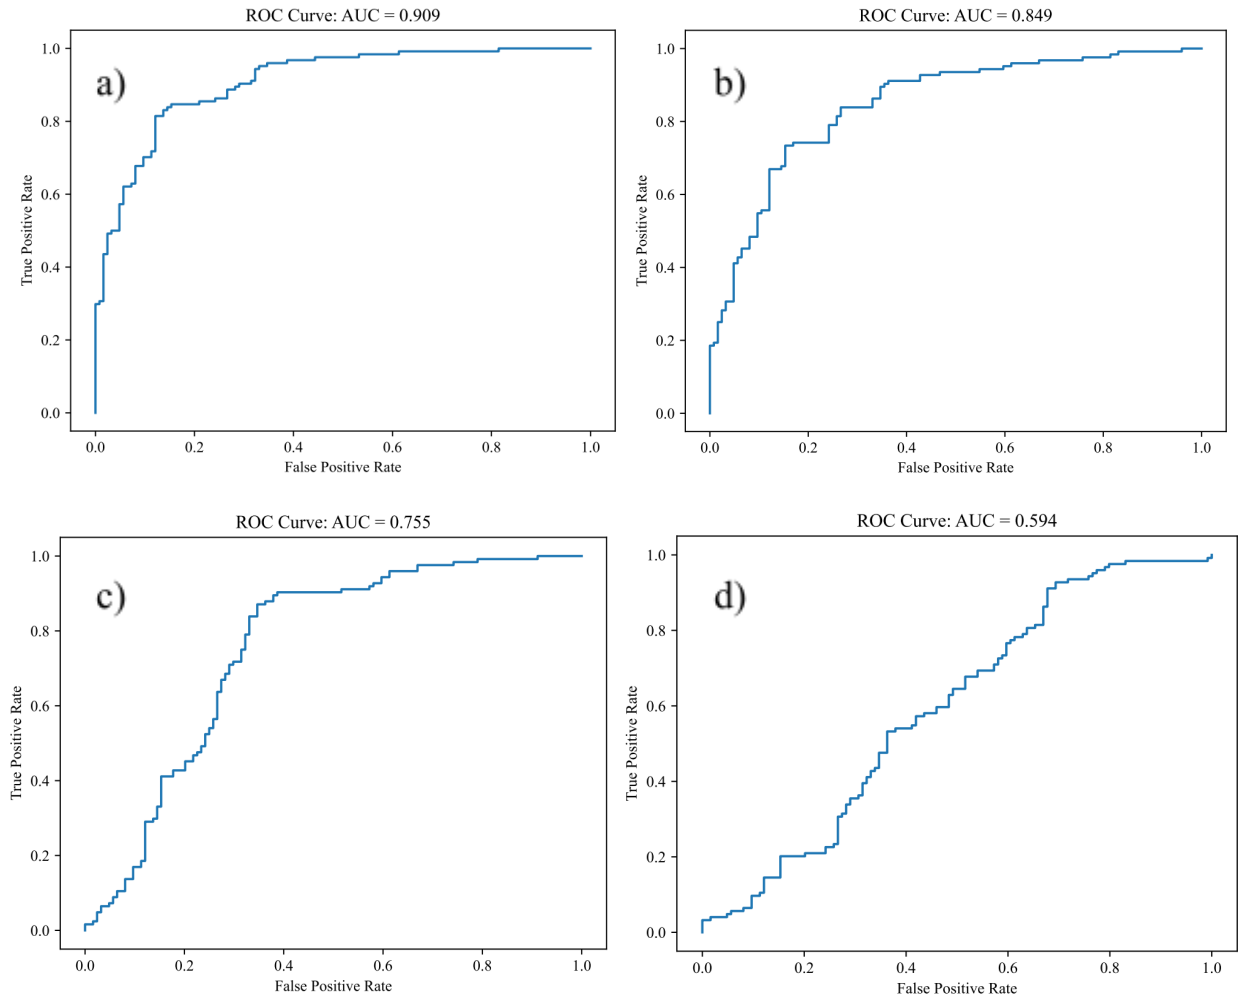 ROC Curve: AUC = 0.909
a)
True Positive Rate
1.0
0.8
0.6
0.4
0.2
0.0
0.0 0.2 0.4 0.6 0.8 1.0
False Positive Rate
ROC Curve: AUC = 0.849
b)
True Positive Rate
1.0
0.8
0.6
0.4
0.2
0.0
0.0 0.2 0.4 0.6 0.8 1.0
False Positive Rate
ROC Curve: AUC = 0.755
c)
True Positive Rate
1.0
0.8
0.6
0.4
0.2
0.0
0.0 0.2 0.4 0.6 0.8 1.0
False Positive Rate
ROC Curve: AUC = 0.594
d)
True Positive Rate
1.0
0.8
0.6
0.4
0.2
0.0
0.0 0.2 0.4 0.6 0.8 1.0
False Positive Rate